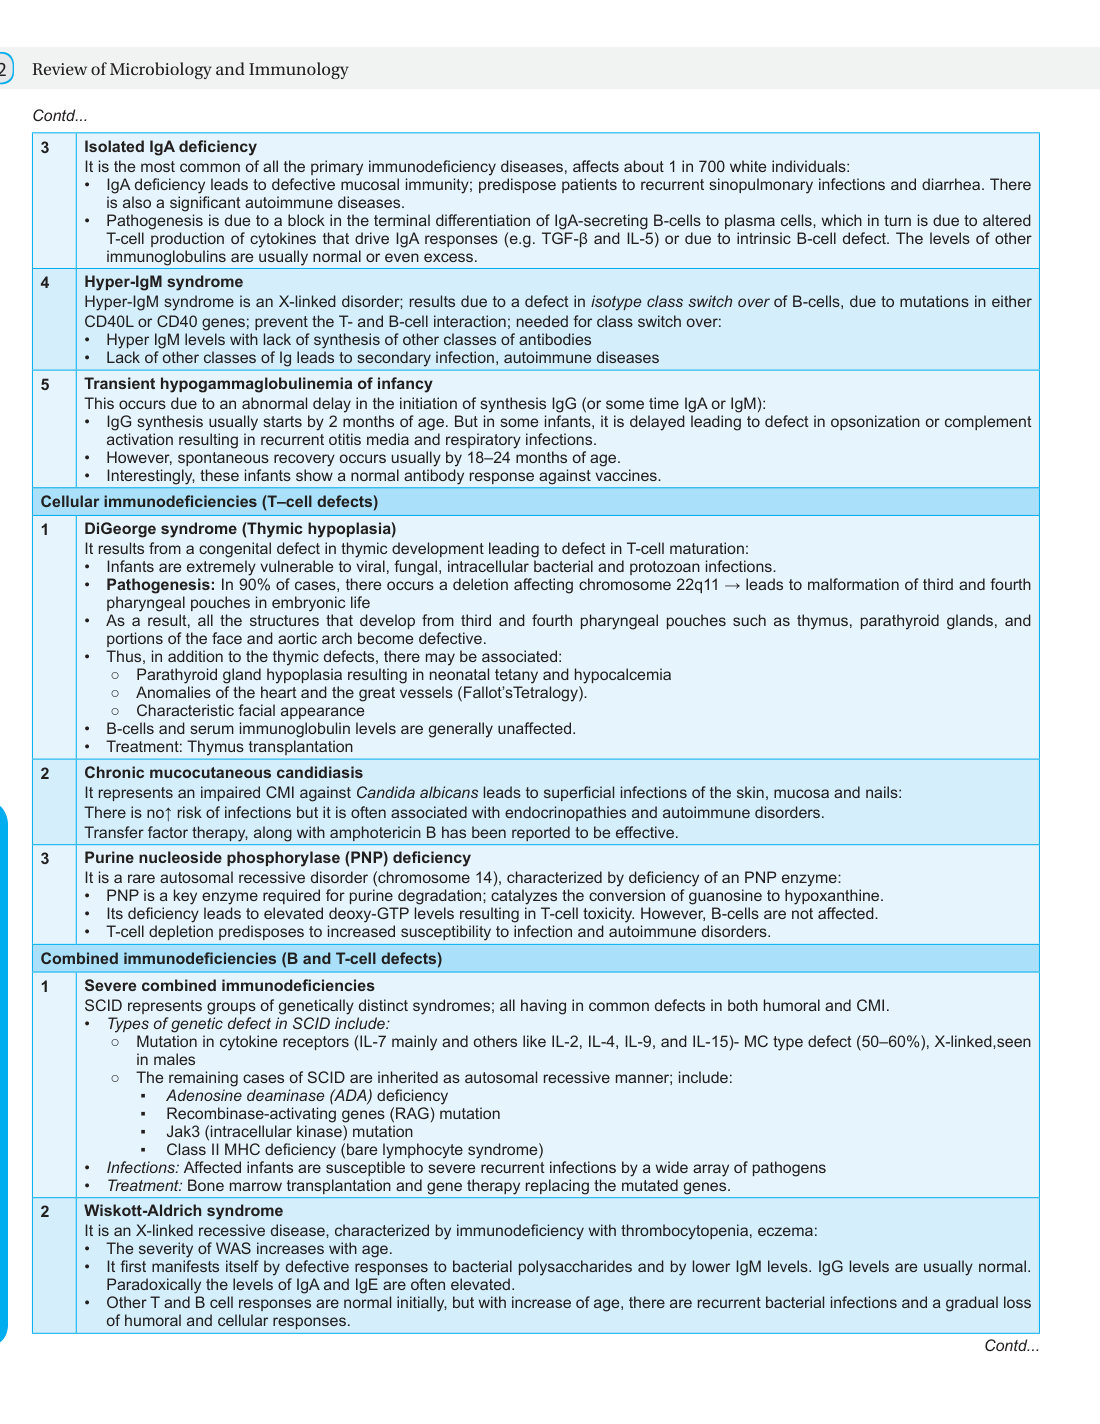 2 Review of Microbiology and Immunology
Contd...
3 Isolated IgA deficiency
It is the most common of all the primary immunodeficiency diseases, affects about 1 in 700 white individuals:
• IgA deficiency leads to defective mucosal immunity; predispose patients to recurrent sinopulmonary infections and diarrhea. There
is also a significant autoimmune diseases.
• Pathogenesis is due to a block in the terminal differentiation of IgA-secreting B-cells to plasma cells, which in turn is due to altered
T-cell production of cytokines that drive IgA responses (e.g. TGF-β and IL-5) or due to intrinsic B-cell defect. The levels of other
immunoglobulins are usually normal or even excess.
4 Hyper-IgM syndrome
Hyper-IgM syndrome is an X-linked disorder; results due to a defect in isotype class switch over of B-cells, due to mutations in either
CD40L or CD40 genes; prevent the T- and B-cell interaction; needed for class switch over:
• Hyper IgM levels with lack of synthesis of other classes of antibodies
• Lack of other classes of Ig leads to secondary infection, autoimmune diseases
5 Transient hypogammaglobulinemia of infancy
This occurs due to an abnormal delay in the initiation of synthesis IgG (or some time IgA or IgM):
• IgG synthesis usually starts by 2 months of age. But in some infants, it is delayed leading to defect in opsonization or complement
activation resulting in recurrent otitis media and respiratory infections.
• However, spontaneous recovery occurs usually by 18–24 months of age.
• Interestingly, these infants show a normal antibody response against vaccines.
Cellular immunodeficiencies (T–cell defects)
1 DiGeorge syndrome (Thymic hypoplasia)
It results from a congenital defect in thymic development leading to defect in T-cell maturation:
• Infants are extremely vulnerable to viral, fungal, intracellular bacterial and protozoan infections.
• Pathogenesis: In 90% of cases, there occurs a deletion affecting chromosome 22q11 → leads to malformation of third and fourth
pharyngeal pouches in embryonic life
• As a result, all the structures that develop from third and fourth pharyngeal pouches such as thymus, parathyroid glands, and
portions of the face and aortic arch become defective.
• Thus, in addition to the thymic defects, there may be associated:
○ Parathyroid gland hypoplasia resulting in neonatal tetany and hypocalcemia
○ Anomalies of the heart and the great vessels (Fallot'sTetralogy).
○ Characteristic facial appearance
• B-cells and serum immunoglobulin levels are generally unaffected.
• Treatment: Thymus transplantation
2 Chronic mucocutaneous candidiasis
It represents an impaired CMI against Candida albicans leads to superficial infections of the skin, mucosa and nails:
There is no↑ risk of infections but it is often associated with endocrinopathies and autoimmune disorders.
Transfer factor therapy, along with amphotericin B has been reported to be effective.
3 Purine nucleoside phosphorylase (PNP) deficiency
It is a rare autosomal recessive disorder (chromosome 14), characterized by deficiency of an PNP enzyme:
• PNP is a key enzyme required for purine degradation; catalyzes the conversion of guanosine to hypoxanthine.
• Its deficiency leads to elevated deoxy-GTP levels resulting in T-cell toxicity. However, B-cells are not affected.
• T-cell depletion predisposes to increased susceptibility to infection and autoimmune disorders.
Combined immunodeficiencies (B and T-cell defects)
1 Severe combined immunodeficiencies
SCID represents groups of genetically distinct syndromes; all having in common defects in both humoral and CMI.
• Types of genetic defect in SCID include:
○ Mutation in cytokine receptors (IL-7 mainly and others like IL-2, IL-4, IL-9, and IL-15)- MC type defect (50–60%), X-linked,seen
in males
○ The remaining cases of SCID are inherited as autosomal recessive manner; include:
▪ Adenosine deaminase (ADA) deficiency
▪ Recombinase-activating genes (RAG) mutation
▪ Jak3 (intracellular kinase) mutation
▪ Class II MHC deficiency (bare lymphocyte syndrome)
• Infections: Affected infants are susceptible to severe recurrent infections by a wide array of pathogens
• Treatment: Bone marrow transplantation and gene therapy replacing the mutated genes.
2 Wiskott-Aldrich syndrome
It is an X-linked recessive disease, characterized by immunodeficiency with thrombocytopenia, eczema:
• The severity of WAS increases with age.
• It first manifests itself by defective responses to bacterial polysaccharides and by lower IgM levels. IgG levels are usually normal.
Paradoxically the levels of IgA and IgE are often elevated.
• Other T and B cell responses are normal initially, but with increase of age, there are recurrent bacterial infections and a gradual loss
of humoral and cellular responses.
Contd...